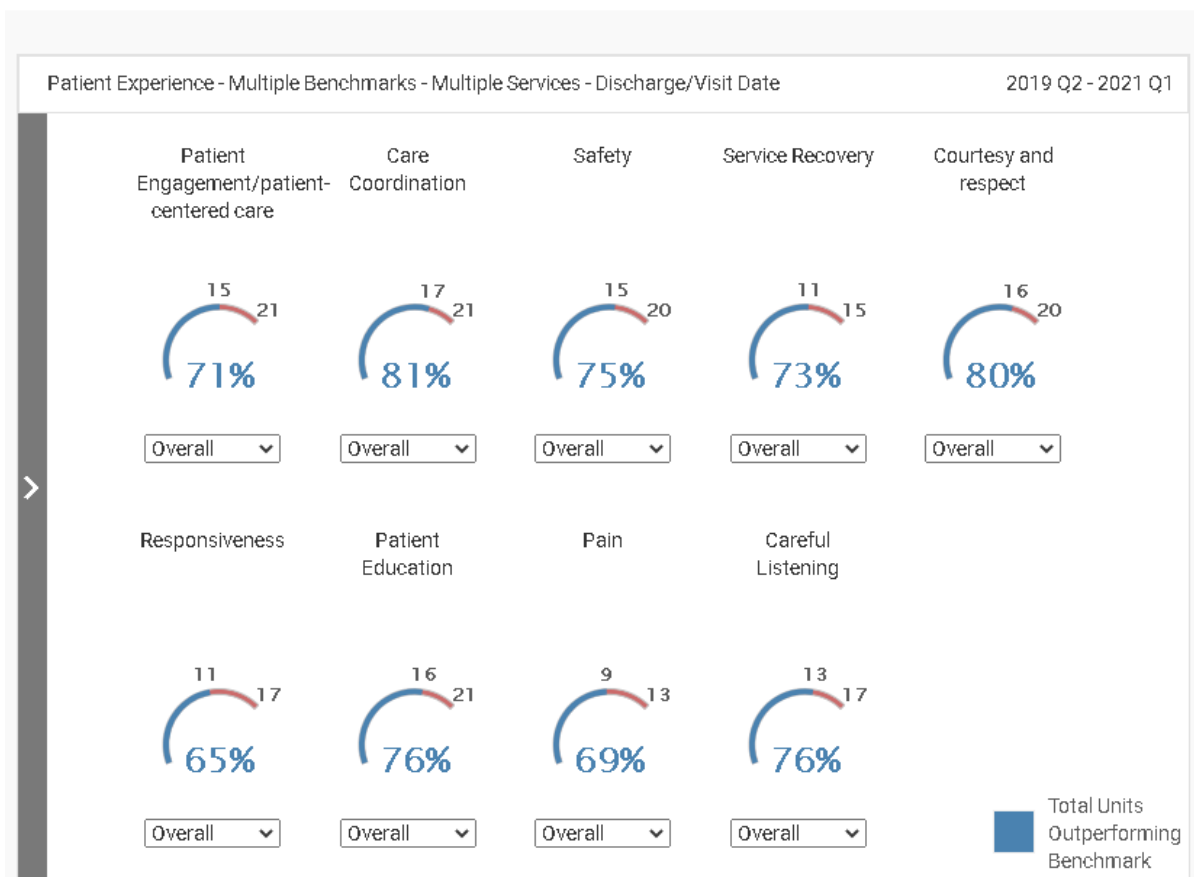 Patient Experience - Multiple Benchmarks - Multiple Services - Discharge/Visit Date
2019 Q2 - 2021 Q1
Patient
Engagement/patient-
centered care
Care
Coordination
Safety
Service Recovery
Courtesy and
respect
15
21
71%
17
21
81%
15
20
75%
11
15
73%
16
20
80%
Overall
Overall
Overall
Overall
Overall
Responsiveness
Patient
Education
Pain
Careful
Listening
11
17
65%
16
21
76%
9
13
69%
13
17
76%
Overall
Overall
Overall
Overall
Total Units
Outperforming
Benchmark